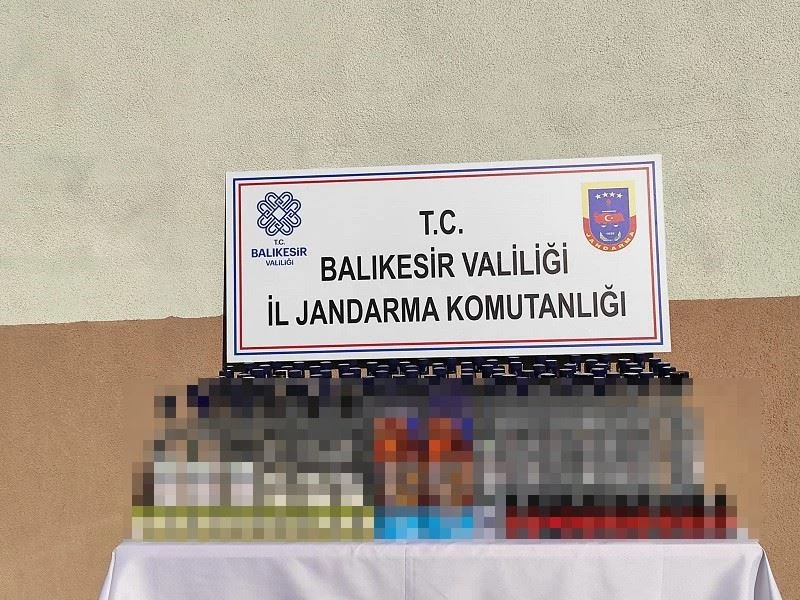 T.C.
BALIKESİR
VALİLİĞİ
T.C.
BALIKESİR VALİLİĞİ
İL JANDARMA KOMUTANLIĞI
JANDARMA